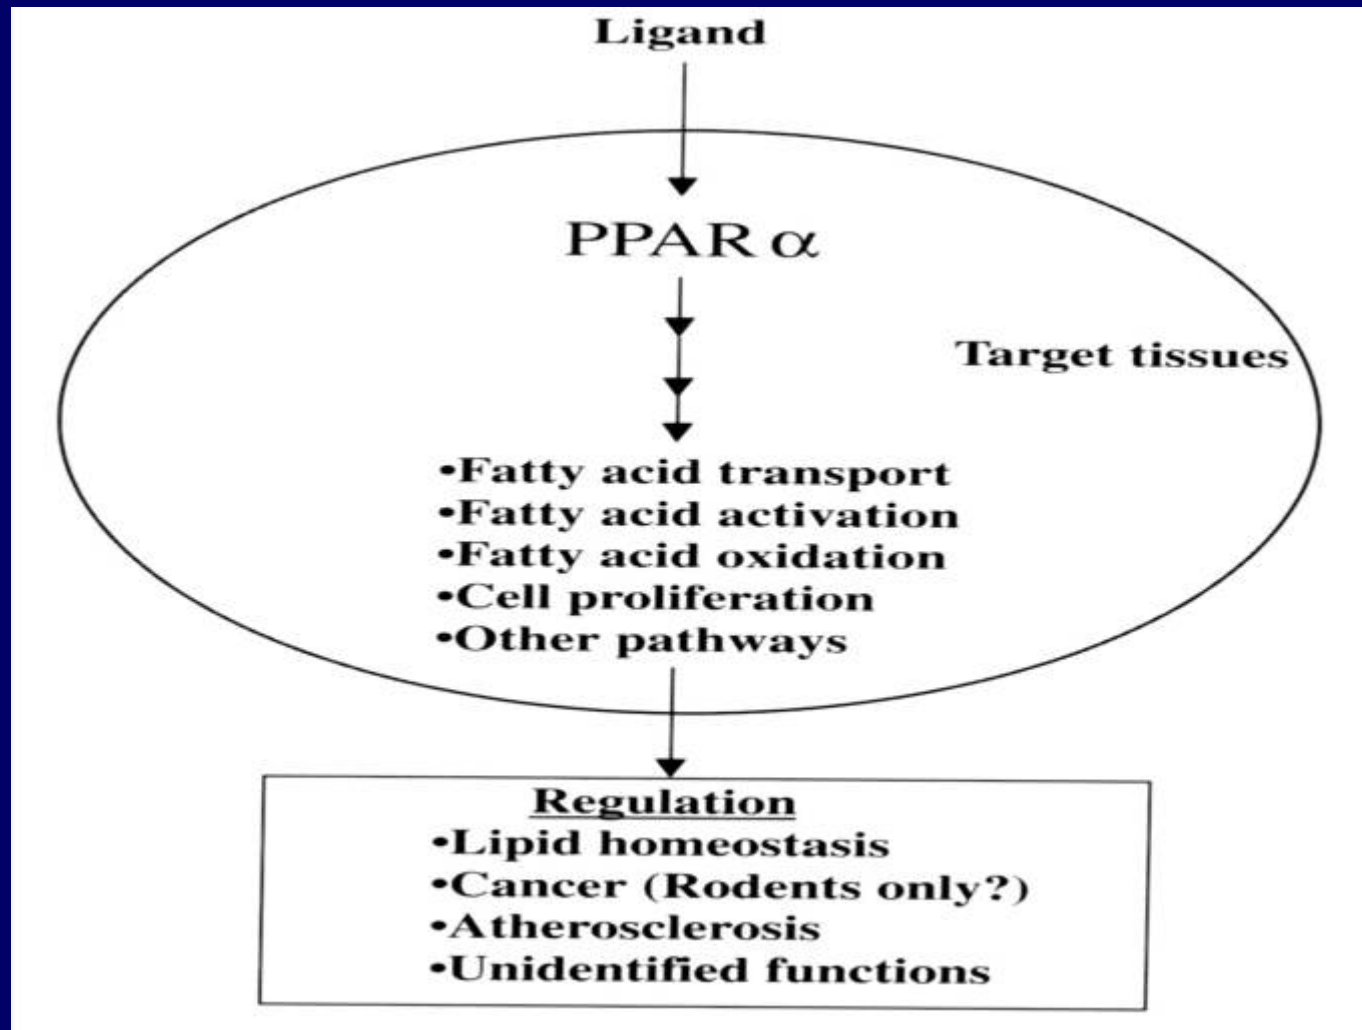 Ligand
PPAR α
Target tissues
•Fatty acid transport
•Fatty acid activation
•Fatty acid oxidation
•Cell proliferation
•Other pathways
Regulation
•Lipid homeostasis
•Cancer (Rodents only?)
•Atherosclerosis
•Unidentified functions